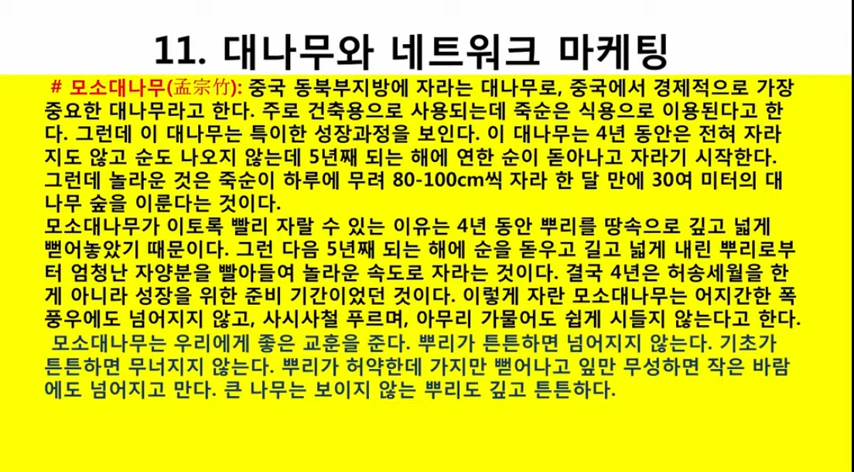 11. 대나무와 네트워크 마케팅
# 모소대나무(孟宗竹): 중국 동북부지방에 자라는 대나무로, 중국에서 경제적으로 가장
중요한 대나무라고 한다. 주로 건축용으로 사용되는데 죽순은 식용으로 이용된다고 한
다. 그런데 이 대나무는 특이한 성장과정을 보인다. 이 대나무는 4년 동안은 전혀 자라
지도 않고 순도 나오지 않는데 5년째 되는 해에 연한 순이 돋아나고 자라기 시작한다.
그런데 놀라운 것은 죽순이 하루에 무려 80-100cm씩 자라 한 달 만에 30여 미터의 대
나무 숲을 이룬다는 것이다.
모소대나무가 이토록 빨리 자랄 수 있는 이유는 4년 동안 뿌리를 땅속으로 깊고 넓게
뻗어놓았기 때문이다. 그런 다음 5년째 되는 해에 순을 돋우고 길고 넓게 내린 뿌리로부
터 엄청난 자양분을 빨아들여 놀라운 속도로 자라는 것이다. 결국 4년은 허송세월을 한
게 아니라 성장을 위한 준비 기간이었던 것이다. 이렇게 자란 모소대나무는 어지간한 폭
풍우에도 넘어지지 않고, 사시사철 푸르며, 아무리 가물어도 쉽게 시들지 않는다고 한다.
모소대나무는 우리에게 좋은 교훈을 준다. 뿌리가 튼튼하면 넘어지지 않는다. 기초가
튼튼하면 무너지지 않는다. 뿌리가 허약한데 가지만 뻗어나고 잎만 무성하면 작은 바람
에도 넘어지고 만다. 큰 나무는 보이지 않는 뿌리도 깊고 튼튼하다.